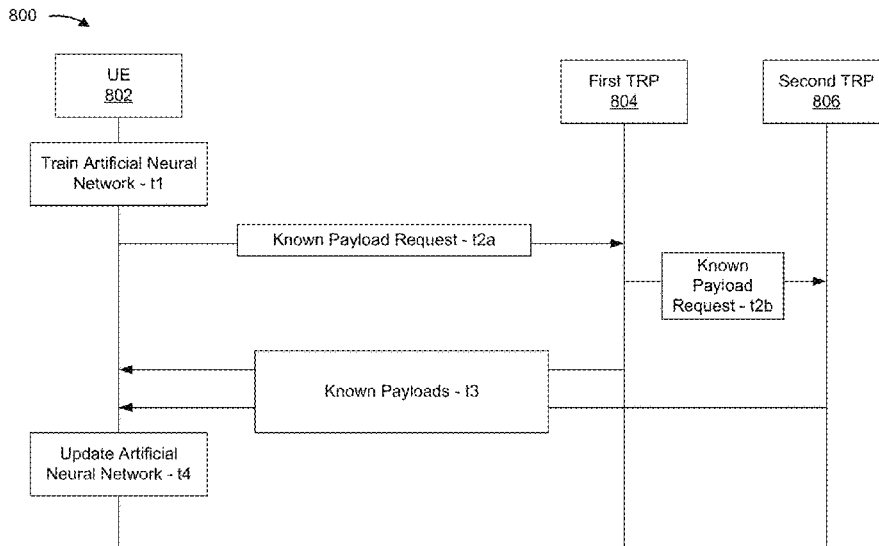 800
UE
802
First TRP
804
Second TRP
806
Train Artificial Neural
Network - t1
Known Payload Request - t2a
Known
Payload
Request - t2b
Known Payloads - t3
Update Artificial
Neural Network - t4